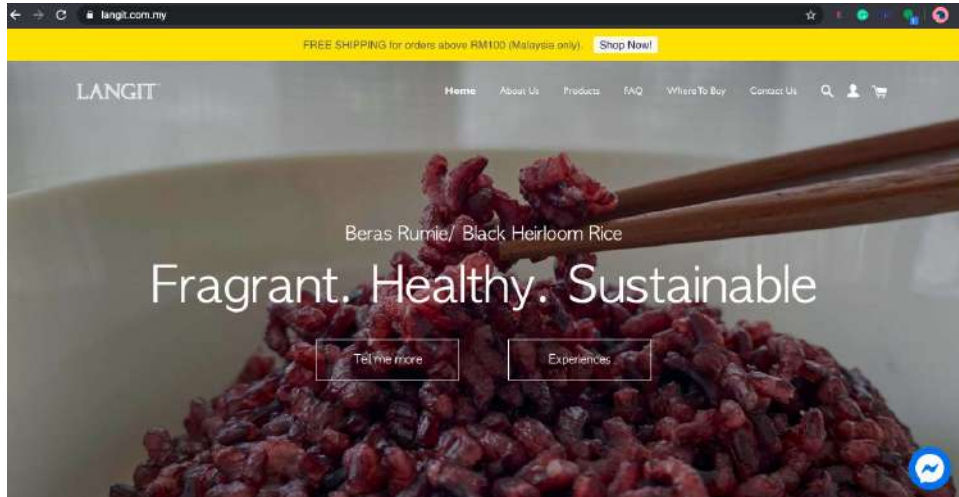 langit.com.my
FREE SHIPPING for orders above RM100 (Malaysia only). Shop Now!
LANGIT
Home About Us Products FAQ Where To Buy Contact Us
Beras Rumie/ Black Heirloom Rice
Fragrant. Healthy. Sustainable
Tell me more Experiences